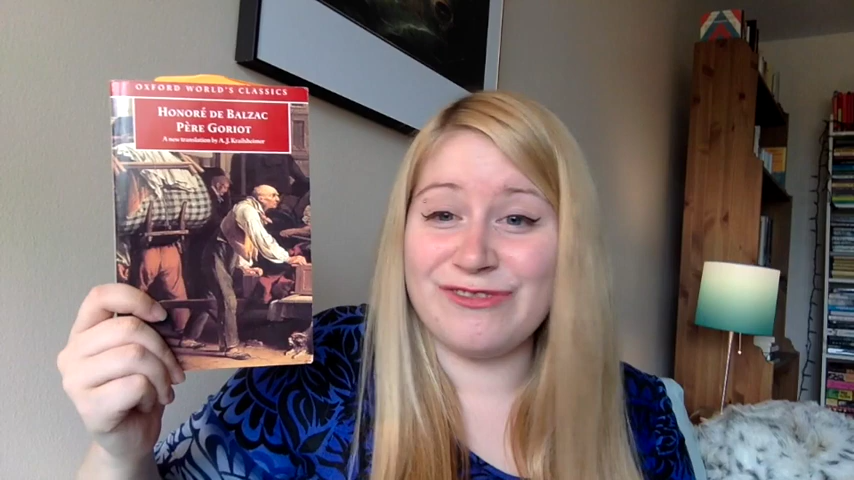 OXFORD WORLD'S CLASSICS
HONORÉ DE BALZAC
PÈRE GORIOT
A new translation by A. J. Krailsheimer